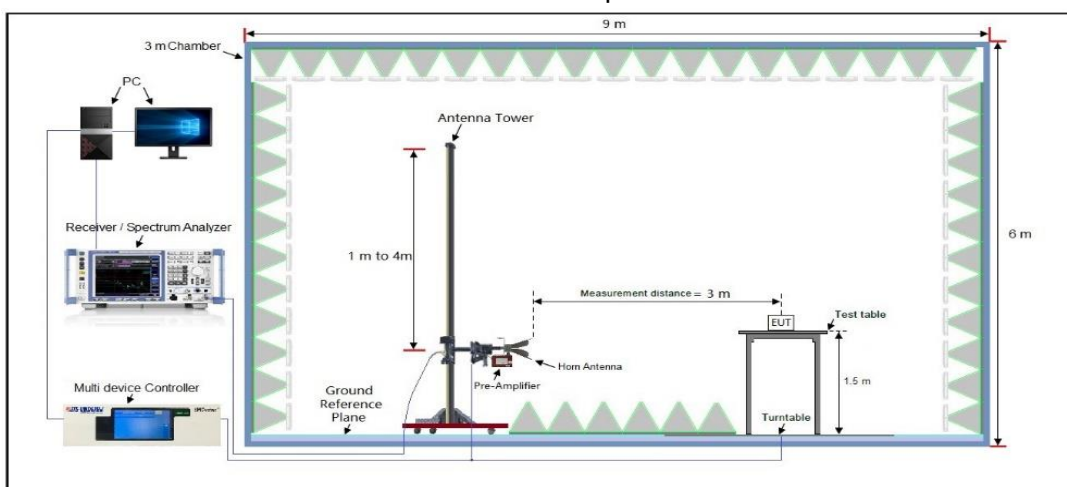 9 m
3 m Chamber
PC
Antenna Tower
Receiver / Spectrum Analyzer
1 m to 4m
6 m
Measurement distance = 3 m
EUT
Test table
Horn Antenna
Pre-Amplifier
1.5 m
Multi device Controller
Ground
Reference
Plane
Turntable